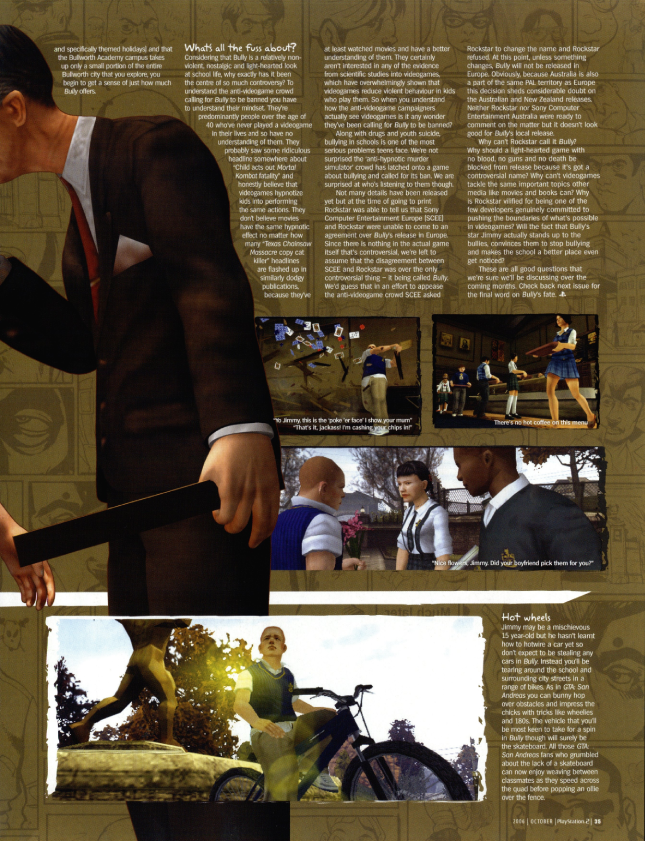 and specifically themed holidays) and that
the Bullworth Academy campus takes
up only a small portion of the entire
Bullworth city that you explore, you
begin to get a sense of just how much
Bully offers.
What's all the fuss about?
Considering that Bully is a relatively non-
violent, nostalgic and light-hearted look
at school life, why exactly has it been
the centre of so much controversy? To
understand the anti-videogame crowd
calling for Bully to be banned you have
to understand their mindset. They're
predominantly people over the age of
40 who've never played a videogame
in their lives and so have no
understanding of them. They
probably saw some ridiculous
headline somewhere about
"Child acts out Mortal
Kombat fatality" and
honestly believe that
videogames hypnotize
kids into performing
the same actions. They
don't believe movies
have the same hypnotic
effect no matter how
many "Texas Chainsaw
Massacre copy cat
killer" headlines
are flashed up in
similarly dodgy
publications,
because they've
at least watched movies and have a better
understanding of them. They certainly
aren't interested in any of the evidence
from scientific studies into videogames,
which have overwhelmingly shown that
videogames reduce violent behaviour in kids
who play them. So when you understand
how the anti-videogame campaigners
actually see videogames is it any wonder
they've been calling for Bully to be banned?
Along with drugs and youth suicide,
bullying in schools is one of the most
serious problems teens face. We're not
surprised the 'anti-hypnotic murder
simulator' crowd has latched onto a game
about bullying and called for its ban. We are
surprised at who's listening to them though.
Not many details have been released
yet but at the time of going to print
Rockstar was able to tell us that Sony
Computer Entertainment Europe (SCEE)
and Rockstar were unable to come to an
agreement over Bully's release in Europe.
Since there is nothing in the actual game
itself that's controversial, we're left to
assume that the disagreement between
SCEE and Rockstar was over the only
controversial thing – it being called Bully.
We'd guess that in an effort to appease
the anti-videogame crowd SCEE asked
Rockstar to change the name and Rockstar
refused. At this point, unless something
changes, Bully will not be released in
Europe. Obviously, because Australia is also
a part of the same PAL territory as Europe
this decision sheds considerable doubt on
the Australian and New Zealand releases.
Neither Rockstar nor Sony Computer
Entertainment Australia were ready to
comment on the matter but it doesn't look
good for Bully's local release.
Why can't Rockstar call it Bully?
Why should a light-hearted game with
no blood, no guns and no death be
blocked from release because it's got a
controversial name? Why can't videogames
tackle the same important topics other
media like movies and books can? Why
is Rockstar vilified for being one of the
few developers genuinely committed to
pushing the boundaries of what's possible
in videogames? Will the fact that Bully's
star Jimmy actually stands up to the
bullies, convinces them to stop bullying
and makes the school a better place even
get noticed?
These are all good questions that
we're sure we'll be discussing over the
coming months. Check back next issue for
the final word on Bully's fate.
"Yo Jimmy, this is the 'poke 'er face' I show your mum"
"That's it, jackass! I'm cashing your chips in!"
There's no hot coffee on this menu
"Nice flowers, Jimmy. Did your boyfriend pick them for you?"
Hot wheels
Jimmy may be a mischievous
15 year-old but he hasn't learnt
how to hotwire a car yet so
don't expect to be stealing any
cars in Bully. Instead you'll be
tearing around the school and
surrounding city streets in a
range of bikes. As in GTA: San
Andreas you can bunny hop
over obstacles and impress the
chicks with tricks like wheelies
and 180s. The vehicle that you'll
be most keen to take for a spin
in Bully though will surely be
the skateboard. All those GTA:
San Andreas fans who grumbled
about the lack of a skateboard
can now enjoy weaving between
classmates as they speed across
the quad before popping an ollie
over the fence.
2006 | OCTOBER | PlayStation.2 | 35